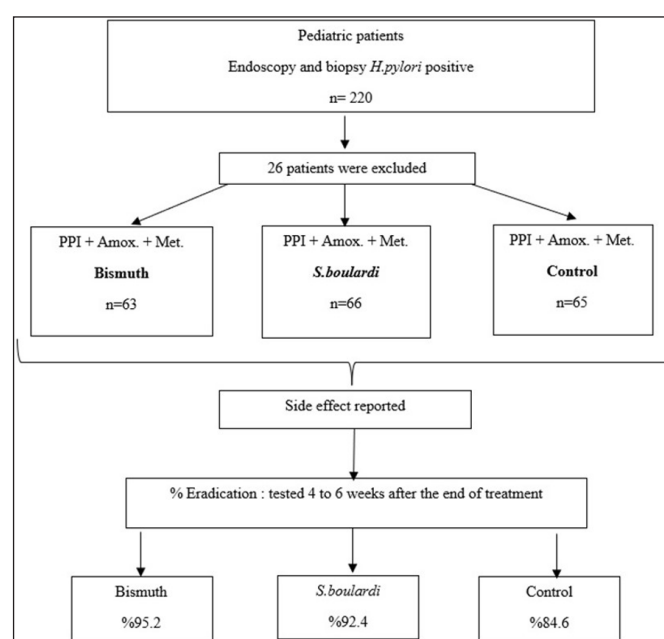 Pediatric patients
Endoscopy and biopsy H.pylori positive
n= 220
26 patients were excluded
PPI + Amox. + Met.
Bismuth
n=63
PPI + Amox. + Met.
S.boulardi
n=66
PPI + Amox. + Met.
Control
n=65
Side effect reported
% Eradication : tested 4 to 6 weeks after the end of treatment
Bismuth
%95.2
S.boulardi
%92.4
Control
%84.6